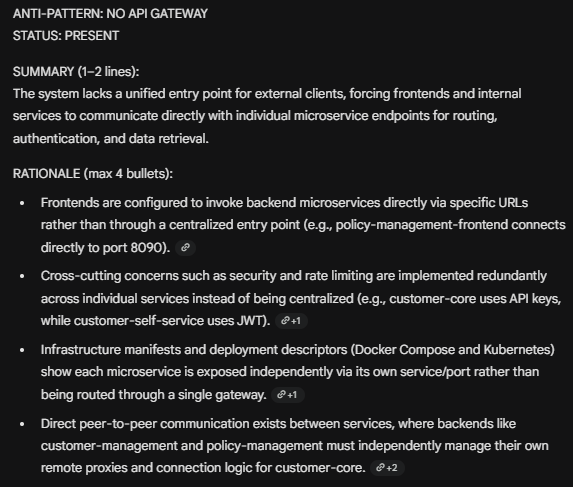 ANTI-PATTERN: NO API GATEWAY
STATUS: PRESENT
SUMMARY (1–2 lines):
The system lacks a unified entry point for external clients, forcing frontends and internal
services to communicate directly with individual microservice endpoints for routing,
authentication, and data retrieval.
RATIONALE (max 4 bullets):
• Frontends are configured to invoke backend microservices directly via specific URLs
rather than through a centralized entry point (e.g., policy-management-frontend connects
directly to port 8090).
• Cross-cutting concerns such as security and rate limiting are implemented redundantly
across individual services instead of being centralized (e.g., customer-core uses API keys,
while customer-self-service uses JWT). +1
• Infrastructure manifests and deployment descriptors (Docker Compose and Kubernetes)
show each microservice is exposed independently via its own service/port rather than
being routed through a single gateway. +1
• Direct peer-to-peer communication exists between services, where backends like
customer-management and policy-management must independently manage their own
remote proxies and connection logic for customer-core. +2